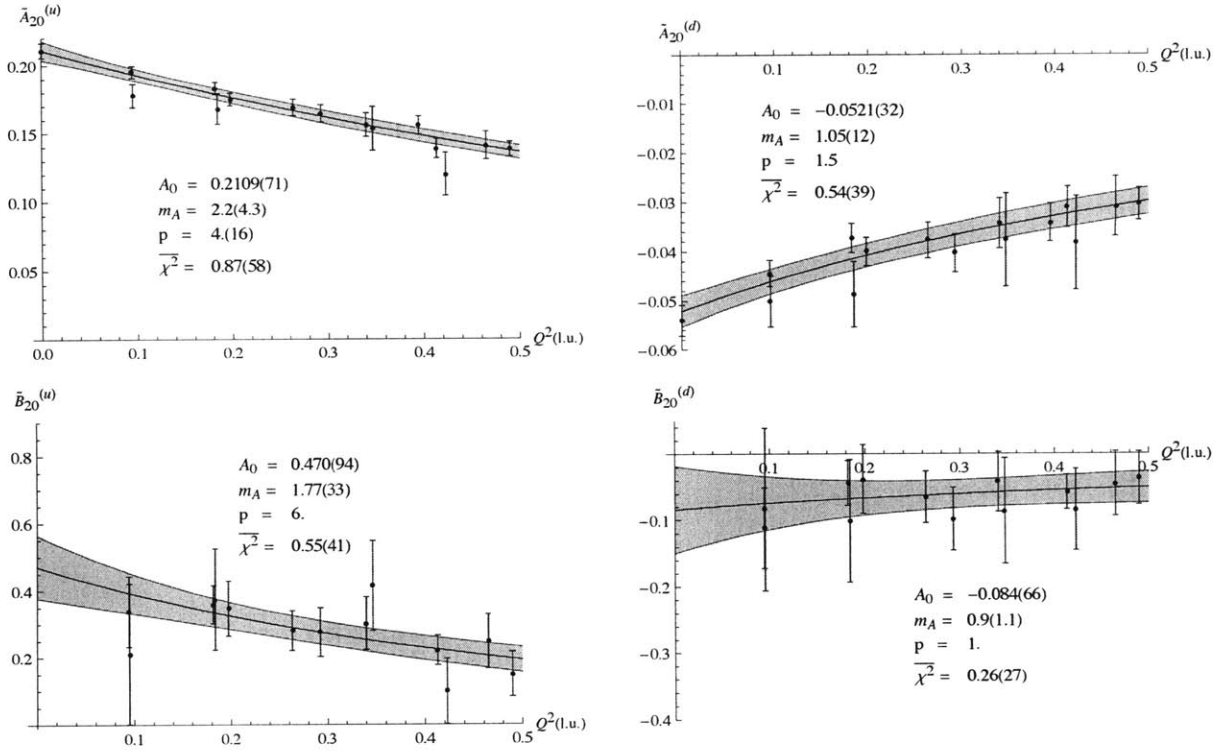 Ã₂₀⁽ᵘ⁾
0.20
0.15
0.10
0.05
A₀ = 0.2109(71)
m_A = 2.2(4.3)
p = 4.(16)
χ² = 0.87(58)
0.0 0.1 0.2 0.3 0.4 0.5
Q²(l.u.)
Ã₂₀⁽ᵈ⁾
0.1 0.2 0.3 0.4 0.5
Q²(l.u.)
−0.01
−0.02
−0.03
−0.04
−0.05
−0.06
A₀ = −0.0521(32)
m_A = 1.05(12)
p = 1.5
χ² = 0.54(39)
B̃₂₀⁽ᵘ⁾
0.8
0.6
0.4
0.2
A₀ = 0.470(94)
m_A = 1.77(33)
p = 6.
χ² = 0.55(41)
0.1 0.2 0.3 0.4 0.5
Q²(l.u.)
B̃₂₀⁽ᵈ⁾
0.1 0.2 0.3 0.4 0.5
Q²(l.u.)
−0.1
−0.2
−0.3
−0.4
A₀ = −0.084(66)
m_A = 0.9(1.1)
p = 1.
χ² = 0.26(27)